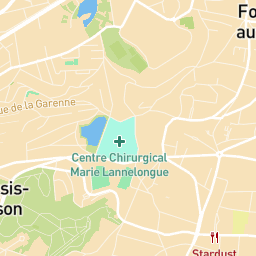 Fo
au
ue de la Garenne
Centre Chirurgical
Marie Lannelongue
sis-
son
Stardust